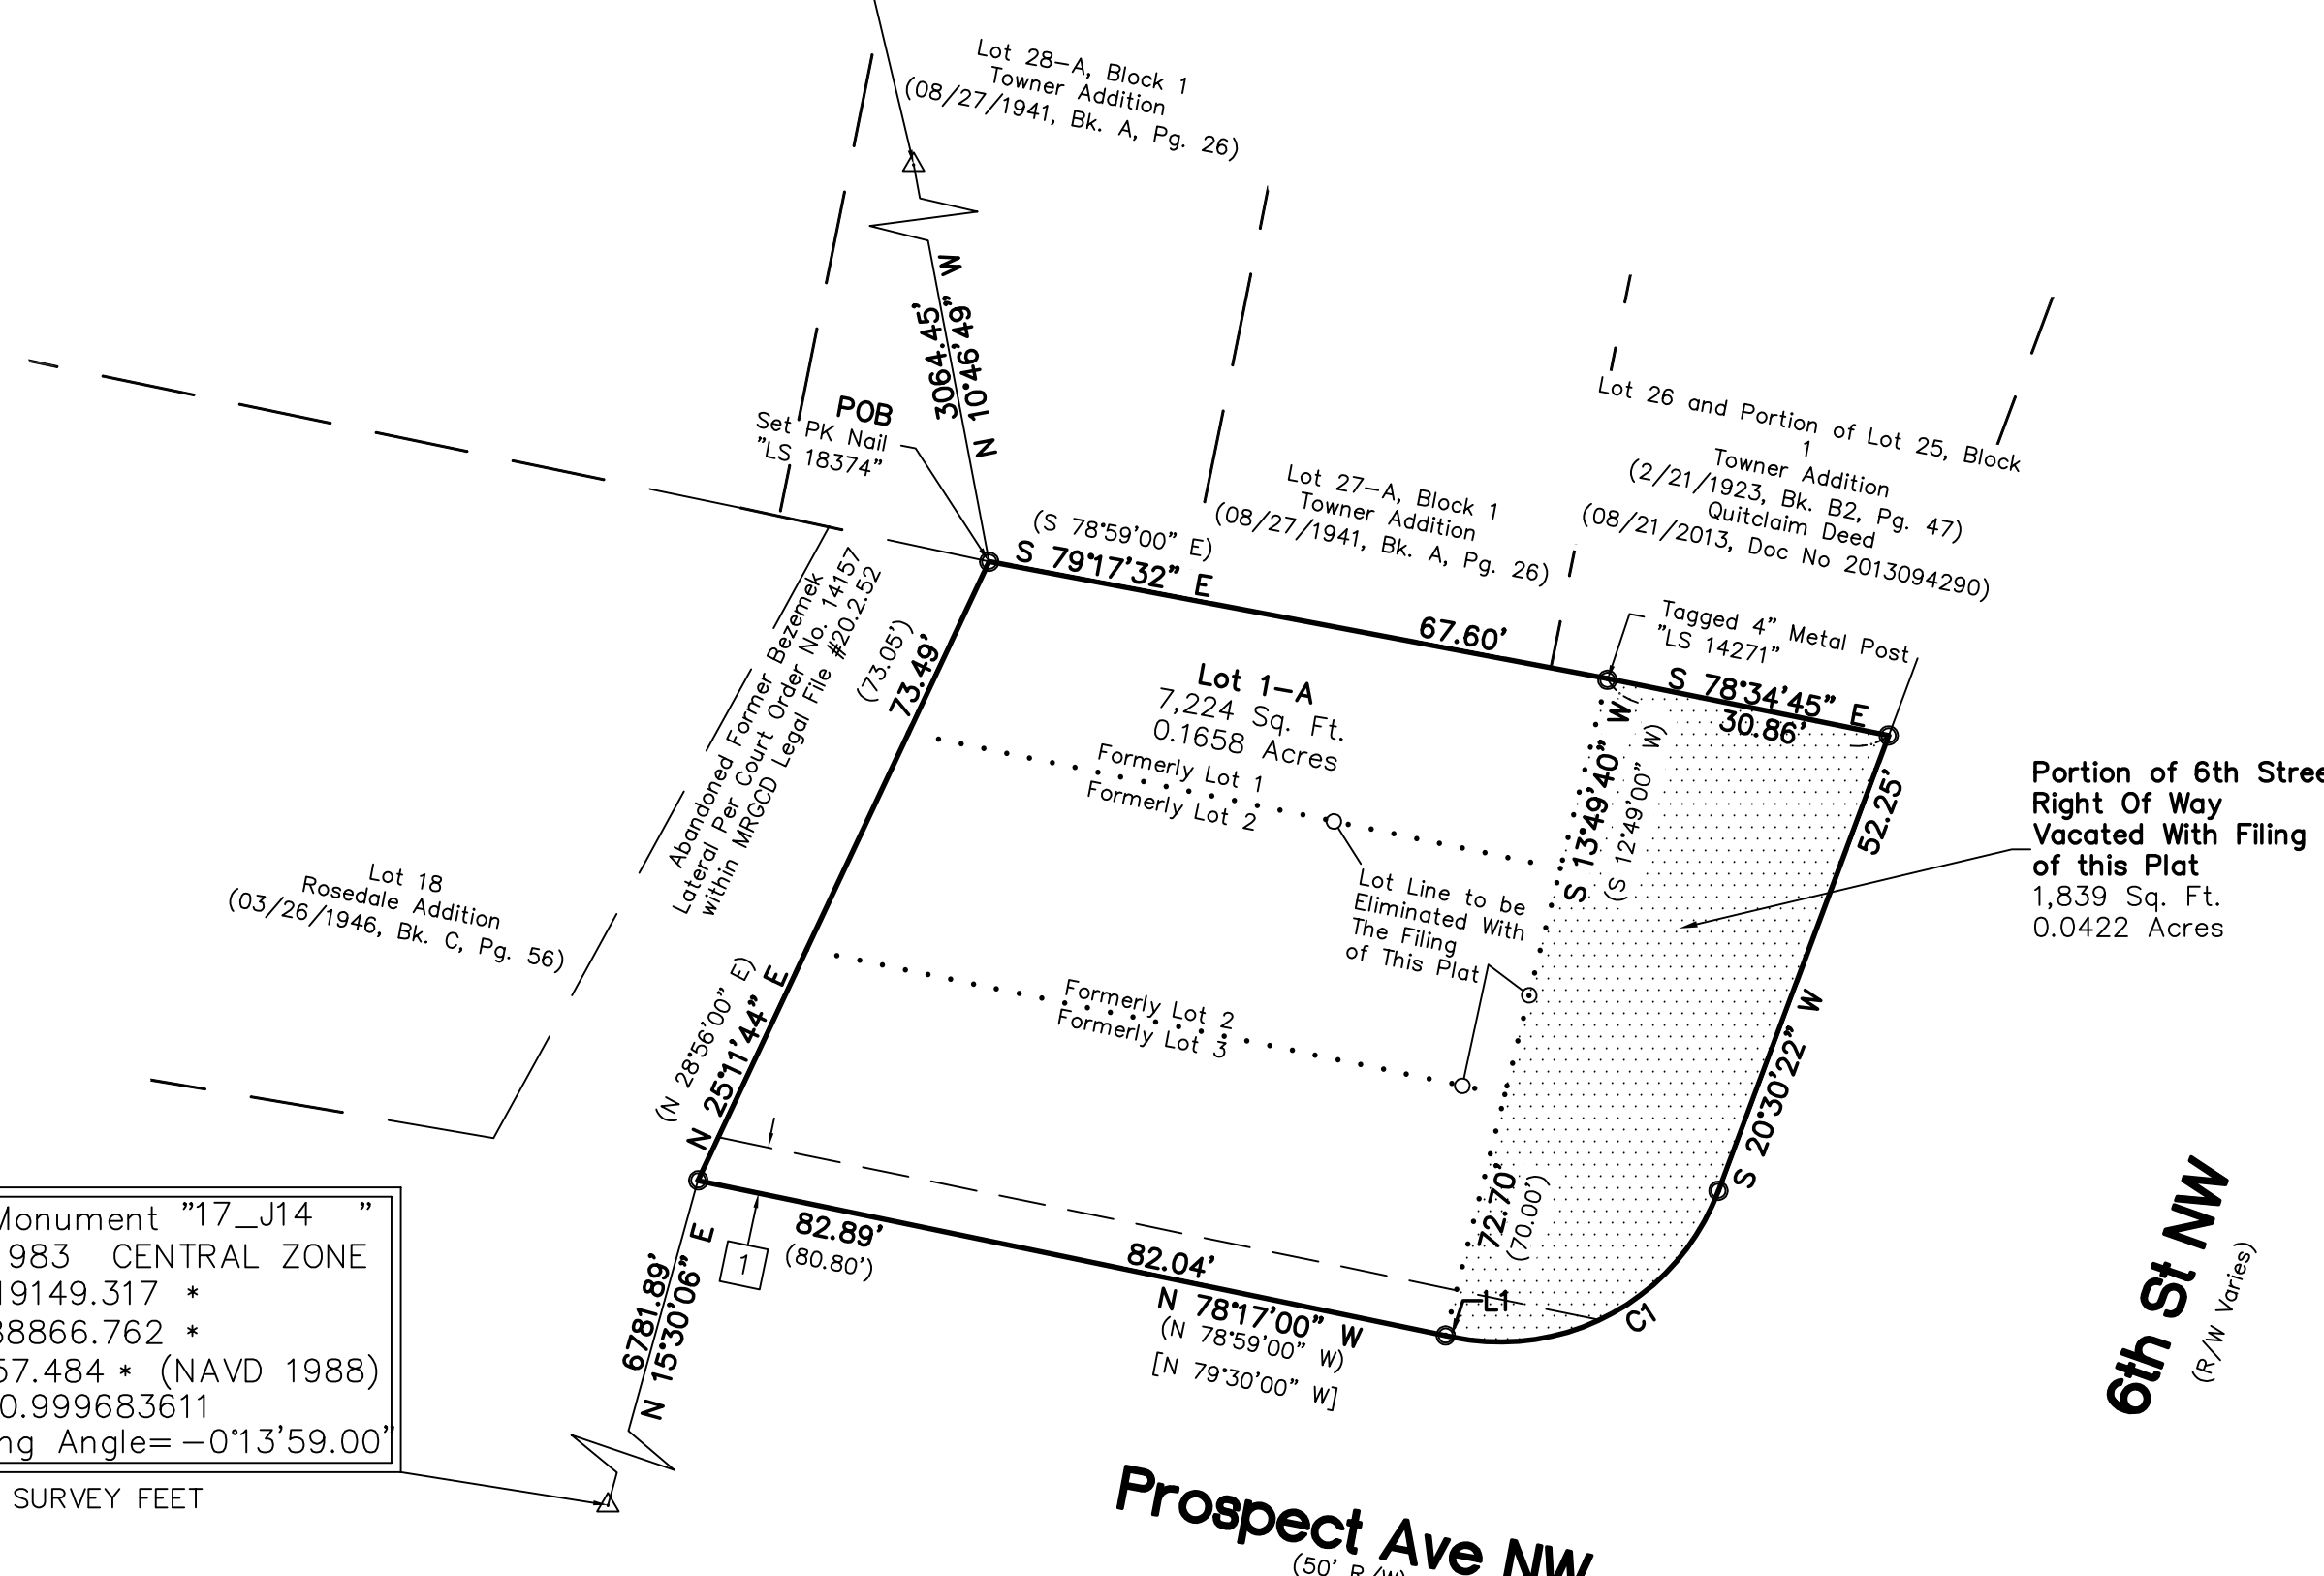 Lot 28-A, Block 1
Towner Addition
(08/27/1941, Bk. A, Pg. 26)
3064.45'
N 10°46'49" W
POB
Set PK Nail
"LS 18374"
Lot 26 and Portion of Lot 25, Block
1
Towner Addition
(2/21/1923, Bk. B2, Pg. 47)
Quitclaim Deed
(08/21/2013, Doc No 2013094290)
Lot 27-A, Block 1
Towner Addition
(08/27/1941, Bk. A, Pg. 26)
(S 78°59'00" E)
S 79°17'32" E
67.60'
Tagged 4" Metal Post
"LS 14271"
S 78°34'45" E
30.86'
Abandoned Former Bezemek
Lateral Per Court Order No. 14157
within MRGCD Legal File #20.2.52
(73.05')
73.49'
Lot 1-A
7,224 Sq. Ft.
0.1658 Acres
Formerly Lot 1
Formerly Lot 2
S 13°49'40" W
(S 12°49'00" W)
52.25'
Portion of 6th Stree
Right Of Way
Vacated With Filing
of this Plat
1,839 Sq. Ft.
0.0422 Acres
Lot 18
Rosedale Addition
(03/26/1946, Bk. C, Pg. 56)
Lot Line to be
Eliminated With
The Filing
of This Plat
(N 28°56'00" E)
N 25°11'44" E
Formerly Lot 2
Formerly Lot 3
S 20°30'22" W
72.70'
(70.00')
82.89'
(80.80')
1
82.04'
N 78°17'00" W
(N 78°59'00" W)
[N 79°30'00" W]
L1
C1
6781.89'
N 15°30'06" E
Monument "17_J14 "
983 CENTRAL ZONE
19149.317 *
38866.762 *
57.484 * (NAVD 1988)
0.999683611
ng Angle= -0°13'59.00"
SURVEY FEET
6th St NW
(R/W Varies)
Prospect Ave NW
(50' R/W)